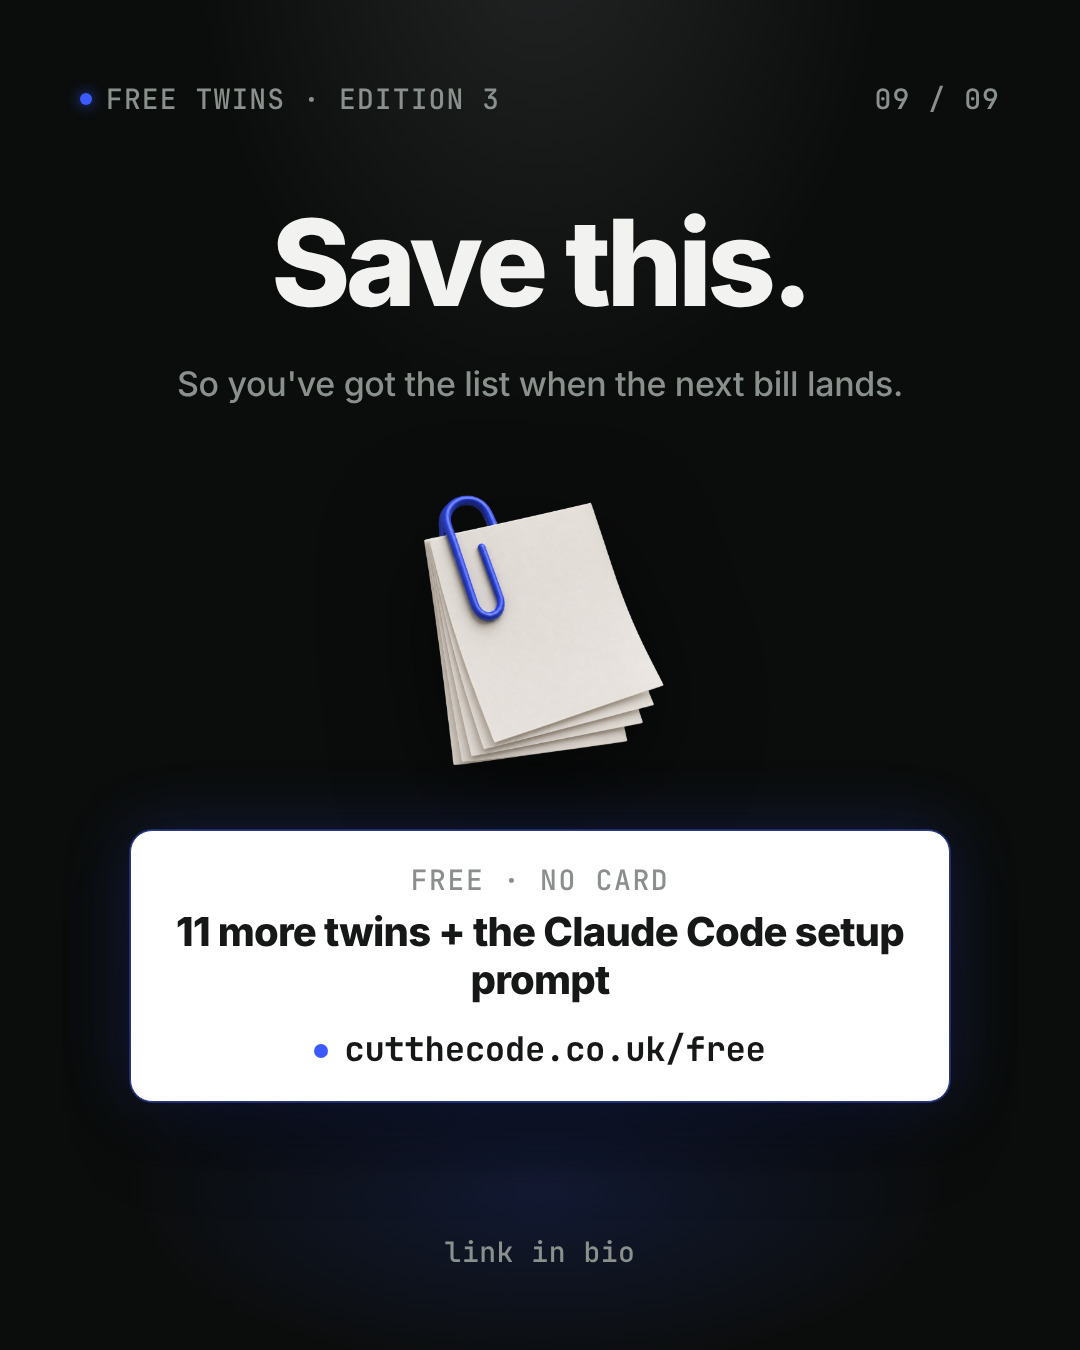 FREE TWINS · EDITION 3
09 / 09
Save this.
So you've got the list when the next bill lands.
FREE · NO CARD
11 more twins + the Claude Code setup
prompt
cutthecode.co.uk/free
link in bio